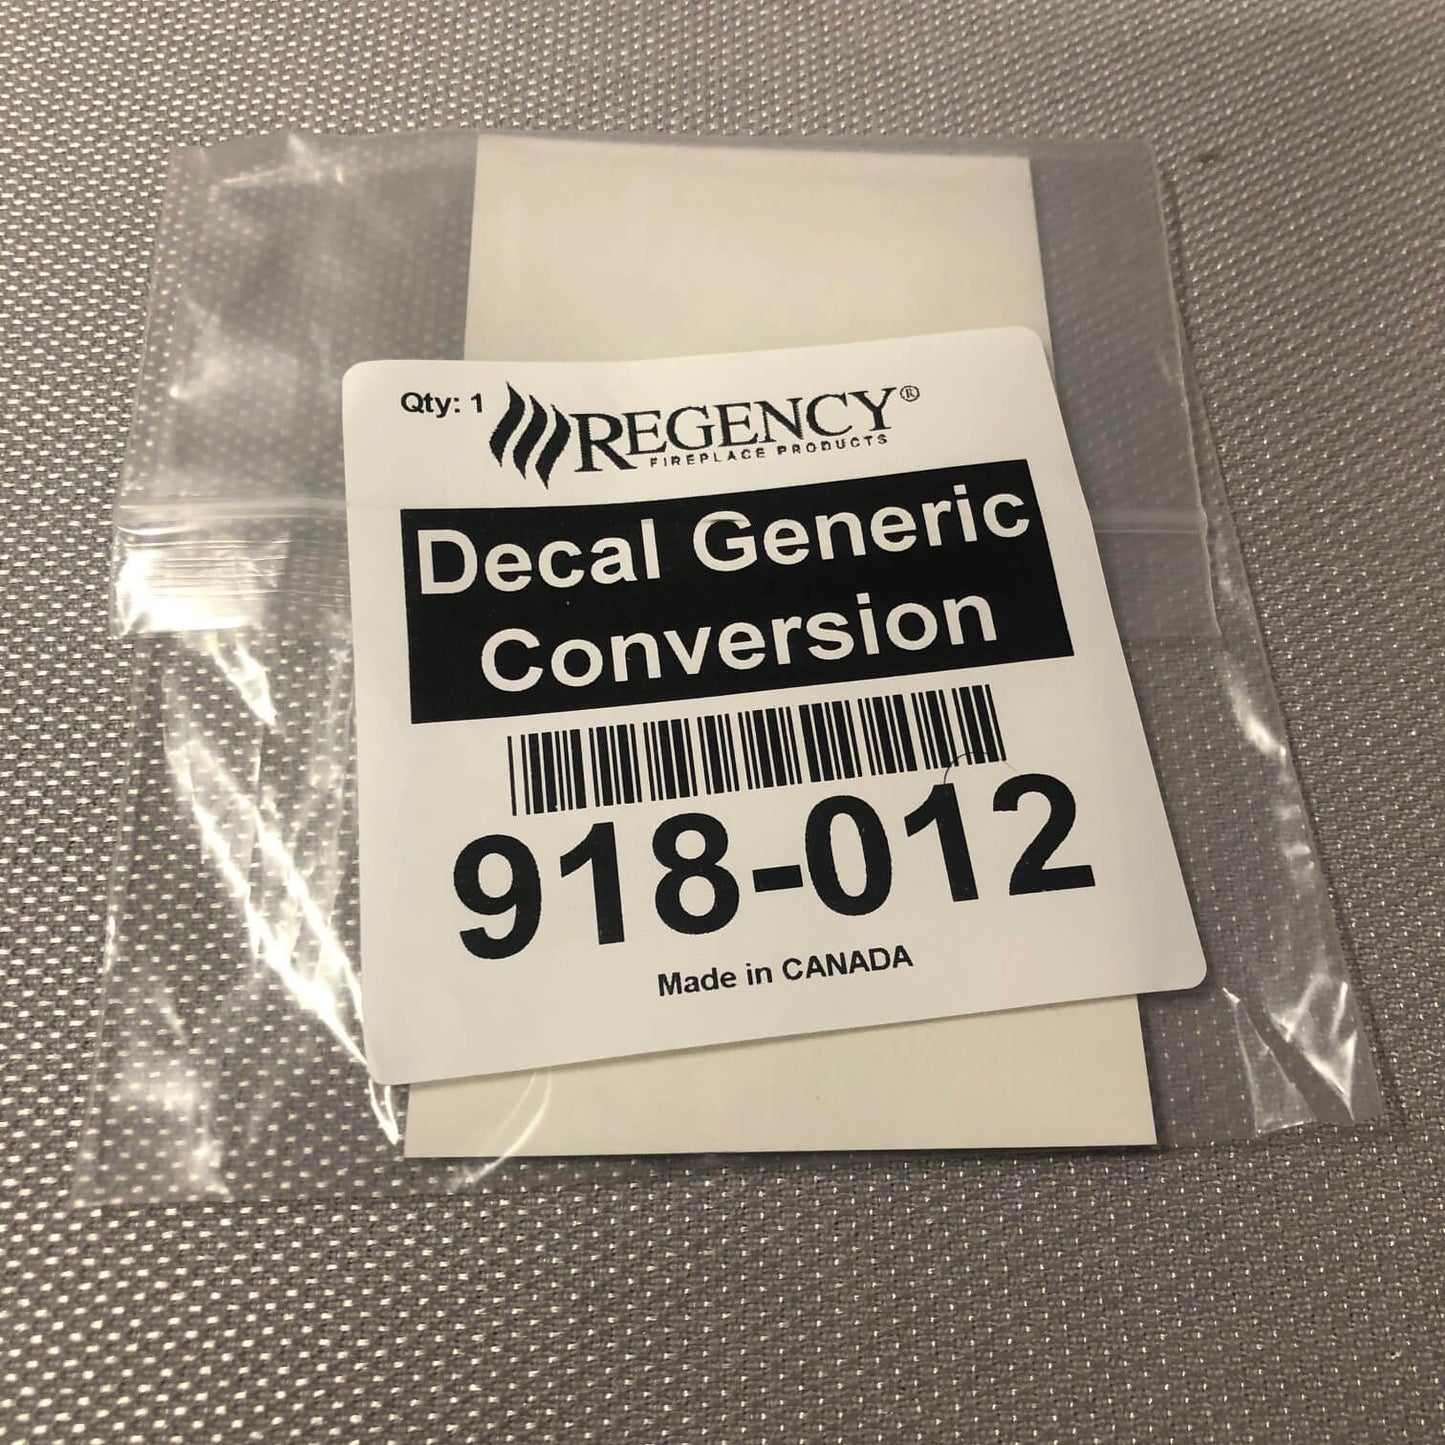 Qty: 1
REGENCY®
FIREPLACE PRODUCTS
Decal Generic
Conversion
918-012
Made in CANADA